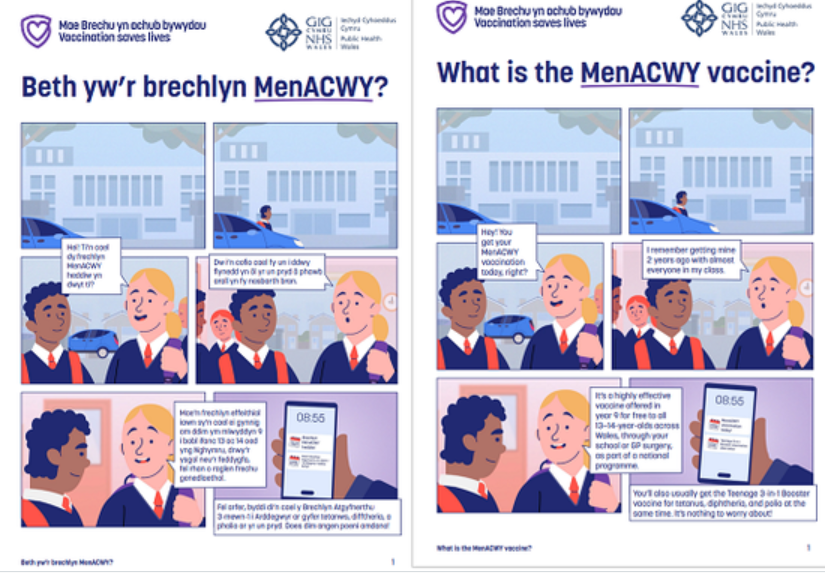 Mae Brechu yn achub bywydau
Vaccination saves lives
GIG
CYMRU
NHS
WALES
Iechyd Cyhoeddus
Cymru
Public Health
Wales
Beth yw'r brechlyn MenACWY?
Hei! Ti'n cael
dy frechlyn
MenACWY
heddiw yn
dwyt ti?
Dwi'n cofio cael fy un i ddwy
flynedd yn ôl yr un pryd â phawb
arall yn fy nosbarth bron.
Mae'n frechlyn effeithiol
iawn sy'n cael ei gynnig
am ddim ym mlwyddyn 9
i bobl ifanc 13 ac 14 oed
yng Nghymru, drwy'r
ysgol neu'r feddygfa,
fel rhan o raglen frechu
genedlaethol.
08:55
Fel arfer, byddi di'n cael y Brechlyn Atgyfnerthu
3-mewn-1 i Arddegwyr ar gyfer tetanws, difftheria, a
pholio ar yr un pryd. Does dim angen poeni amdano!
Beth yw'r brechlyn MenACWY?
1
Mae Brechu yn achub bywydau
Vaccination saves lives
GIG
CYMRU
NHS
WALES
Iechyd Cyhoeddus
Cymru
Public Health
Wales
What is the MenACWY vaccine?
Hey! You
get your
MenACWY
vaccination
today, right?
I remember getting mine
2 years ago with almost
everyone in my class.
It's a highly effective
vaccine offered in
year 9 for free to all
13-14-year-olds across
Wales, through your
school or GP surgery,
as part of a national
programme.
08:55
You'll also usually get the Teenage 3-in-1 Booster
vaccine for tetanus, diphtheria, and polio at the
same time. It's nothing to worry about!
What is the MenACWY vaccine?
1